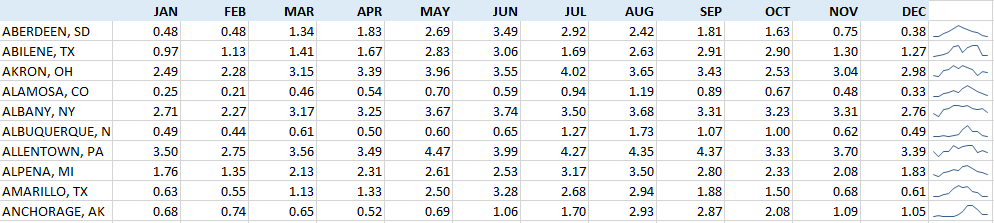 JAN FEB MAR APR MAY JUN JUL AUG SEP OCT NOV DEC
ABERDEEN, SD 0.48 0.48 1.34 1.83 2.69 3.49 2.92 2.42 1.81 1.63 0.75 0.38
ABILENE, TX 0.97 1.13 1.41 1.67 2.83 3.06 1.69 2.63 2.91 2.90 1.30 1.27
AKRON, OH 2.49 2.28 3.15 3.39 3.96 3.55 4.02 3.65 3.43 2.53 3.04 2.98
ALAMOSA, CO 0.25 0.21 0.46 0.54 0.70 0.59 0.94 1.19 0.89 0.67 0.48 0.33
ALBANY, NY 2.71 2.27 3.17 3.25 3.67 3.74 3.50 3.68 3.31 3.23 3.31 2.76
ALBUQUERQUE, N 0.49 0.44 0.61 0.50 0.60 0.65 1.27 1.73 1.07 1.00 0.62 0.49
ALLENTOWN, PA 3.50 2.75 3.56 3.49 4.47 3.99 4.27 4.35 4.37 3.33 3.70 3.39
ALPENA, MI 1.76 1.35 2.13 2.31 2.61 2.53 3.17 3.50 2.80 2.33 2.08 1.83
AMARILLO, TX 0.63 0.55 1.13 1.33 2.50 3.28 2.68 2.94 1.88 1.50 0.68 0.61
ANCHORAGE, AK 0.68 0.74 0.65 0.52 0.69 1.06 1.70 2.93 2.87 2.08 1.09 1.05